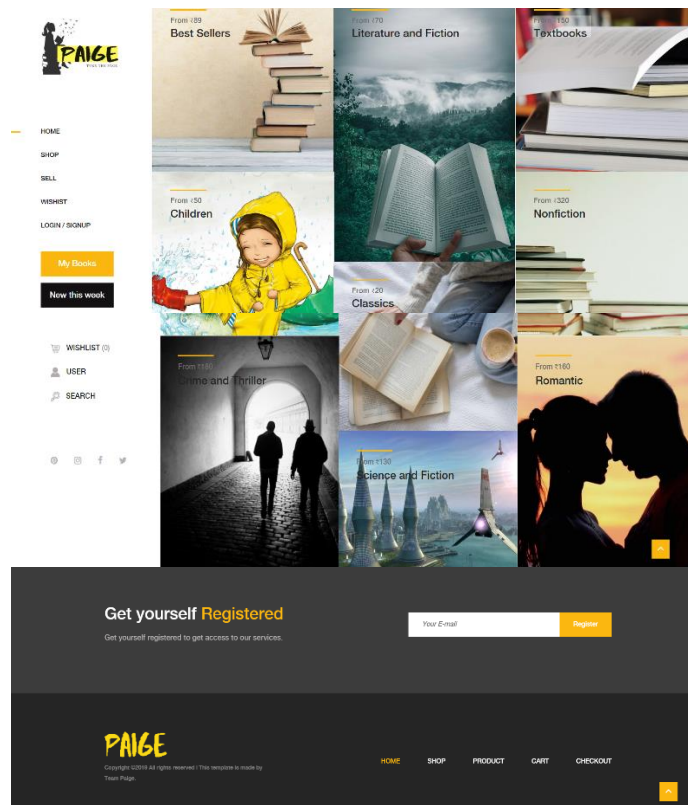 PAIGE
HOME
SHOP
SELL
WISHIST
LOGIN / SIGNUP
My Books
New this week
WISHLIST (0)
USER
SEARCH
From ₹89
Best Sellers
From ₹70
Literature and Fiction
From ₹150
Textbooks
From ₹50
Children
From ₹320
Nonfiction
From ₹20
Classics
From ₹180
Crime and Thriller
From ₹160
Romantic
From ₹130
Science and Fiction
Get yourself Registered
Get yourself registered to get access to our services.
Your E-mail
Register
PAIGE
Copyright ©2019 All rights reserved | This template is made by
Team Paige.
HOME
SHOP
PRODUCT
CART
CHECKOUT